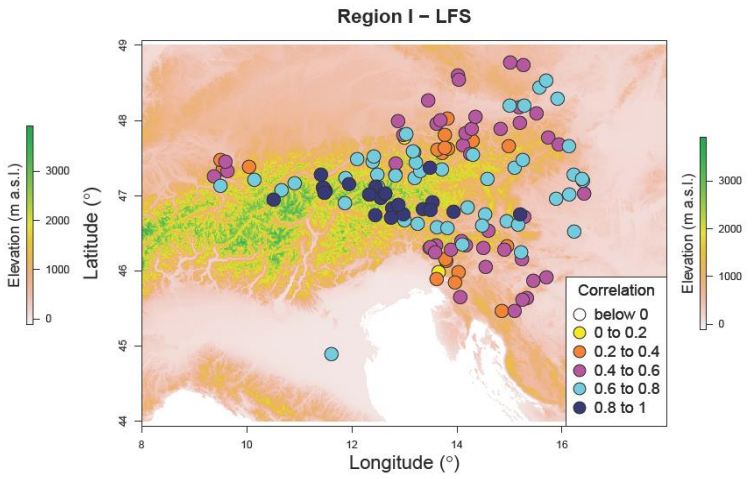 Region I − LFS
Elevation (m a.s.l.)
3000
2000
1000
0
Latitude (°)
49
48
47
46
45
44
8
10
12
14
16
Longitude (°)
Correlation
below 0
0 to 0.2
0.2 to 0.4
0.4 to 0.6
0.6 to 0.8
0.8 to 1
Elevation (m a.s.l.)
3000
2000
1000
0